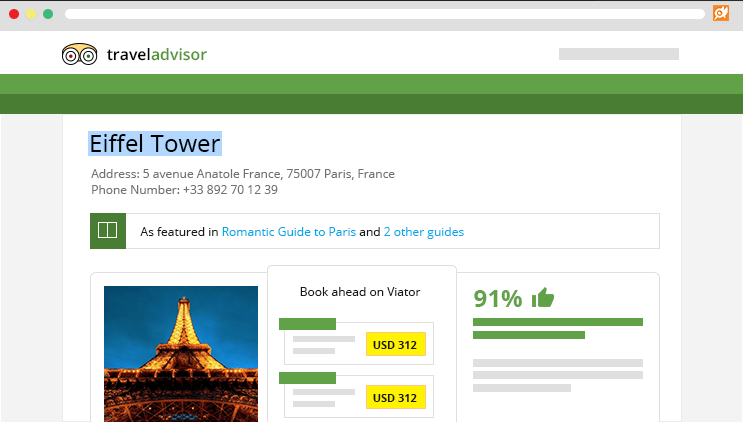 traveladvisor
Eiffel Tower
Address: 5 avenue Anatole France, 75007 Paris, France
Phone Number: +33 892 70 12 39
As featured in Romantic Guide to Paris and 2 other guides
Book ahead on Viator
USD 312
USD 312
91%